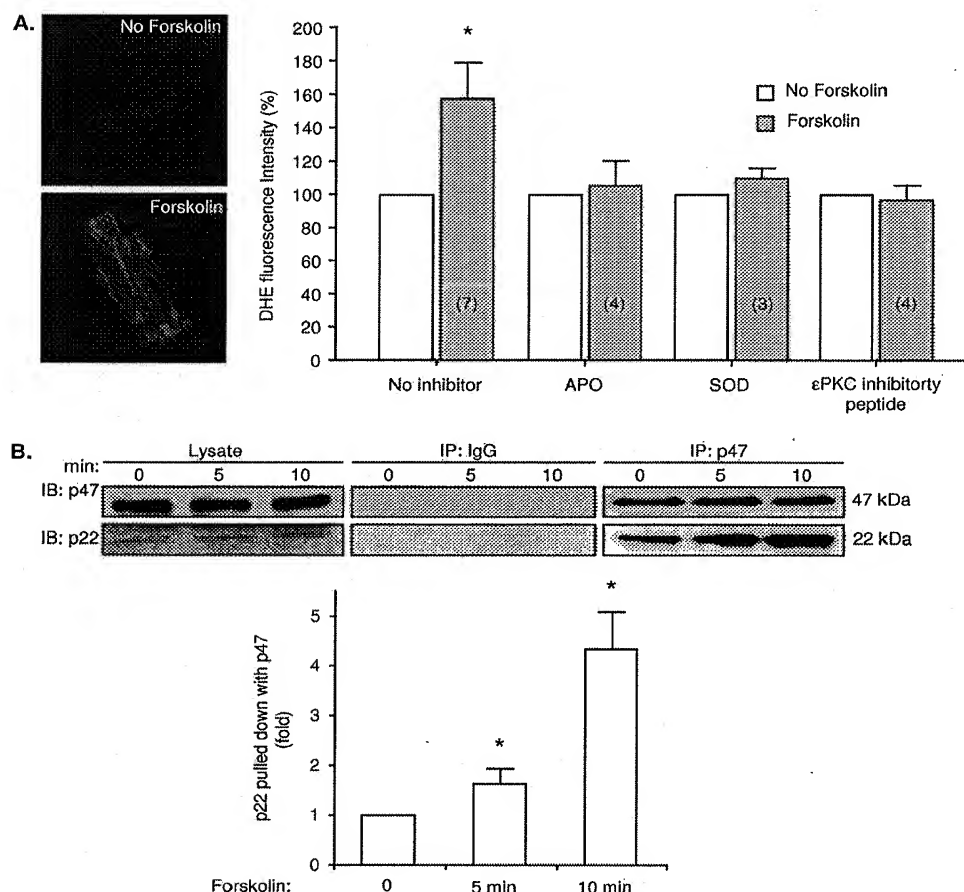 A.
No Forskolin
Forskolin
DHE fluorescence Intensity (%)
200
180
160
140
120
100
80
60
40
20
0
*
No Forskolin
Forskolin
(7)
(4)
(3)
(4)
No inhibitor
APO
SOD
εPKC inhibitorty
peptide
B.
Lysate
IP: IgG
IP: p47
min:
0 5 10
0 5 10
0 5 10
IB: p47
47 kDa
IB: p22
22 kDa
p22 pulled down with p47
(fold)
5
4
3
2
1
0
*
*
Forskolin: 0 5 min 10 min